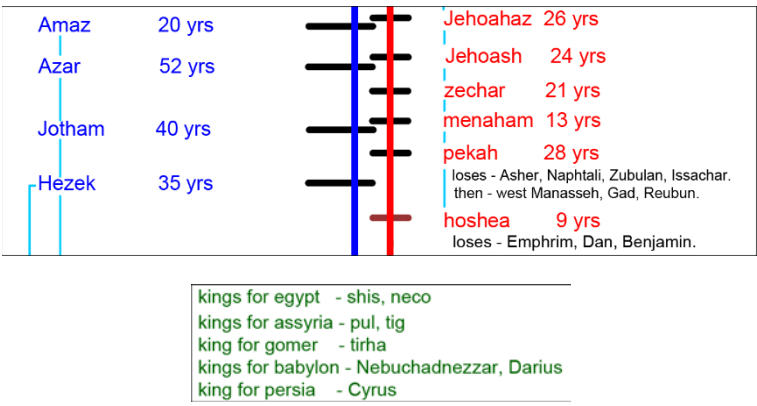 Amaz 20 yrs
Azar 52 yrs
Jotham 40 yrs
Hezek 35 yrs
Jehoahaz 26 yrs
Jehoash 24 yrs
zechar 21 yrs
menaham 13 yrs
pekah 28 yrs
loses - Asher, Naphtali, Zubulan, Issachar.
then - west Manasseh, Gad, Reubun.
hoshea 9 yrs
loses - Emphrim, Dan, Benjamin.
kings for egypt - shis, neco
kings for assyria - pul, tig
king for gomer - tirha
kings for babylon - Nebuchadnezzar, Darius
king for persia - Cyrus